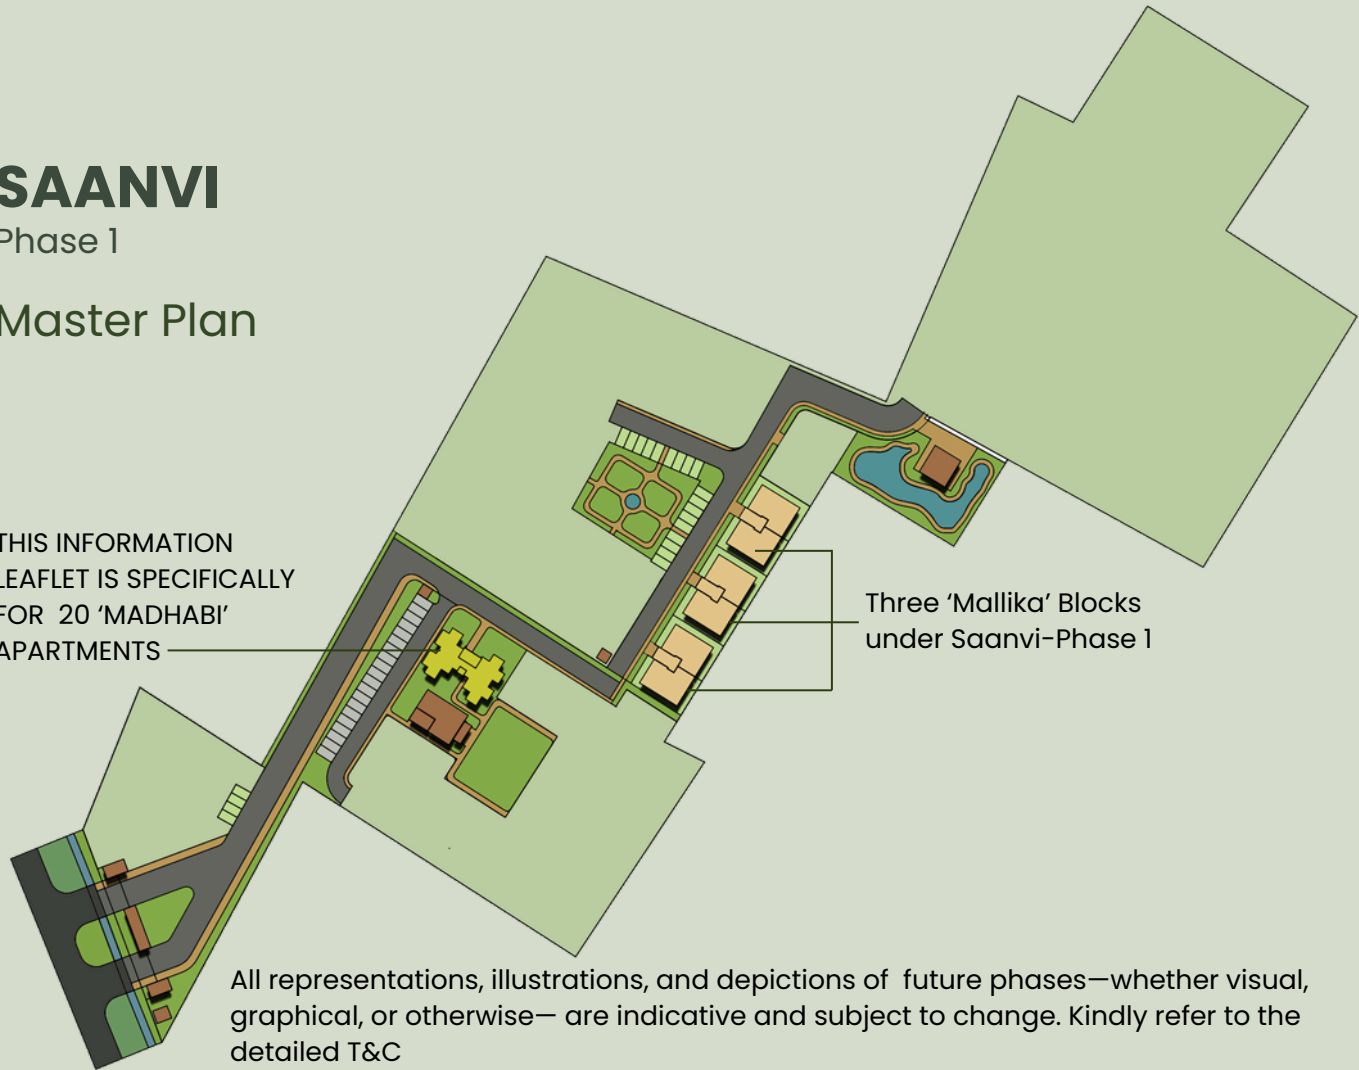 SAANVI
Phase 1
Master Plan
THIS INFORMATION
LEAFLET IS SPECIFICALLY
FOR 20 ‘MADHABI’
APARTMENTS
Three ‘Mallika’ Blocks
under Saanvi-Phase 1
All representations, illustrations, and depictions of future phases—whether visual,
graphical, or otherwise— are indicative and subject to change. Kindly refer to the
detailed T&C